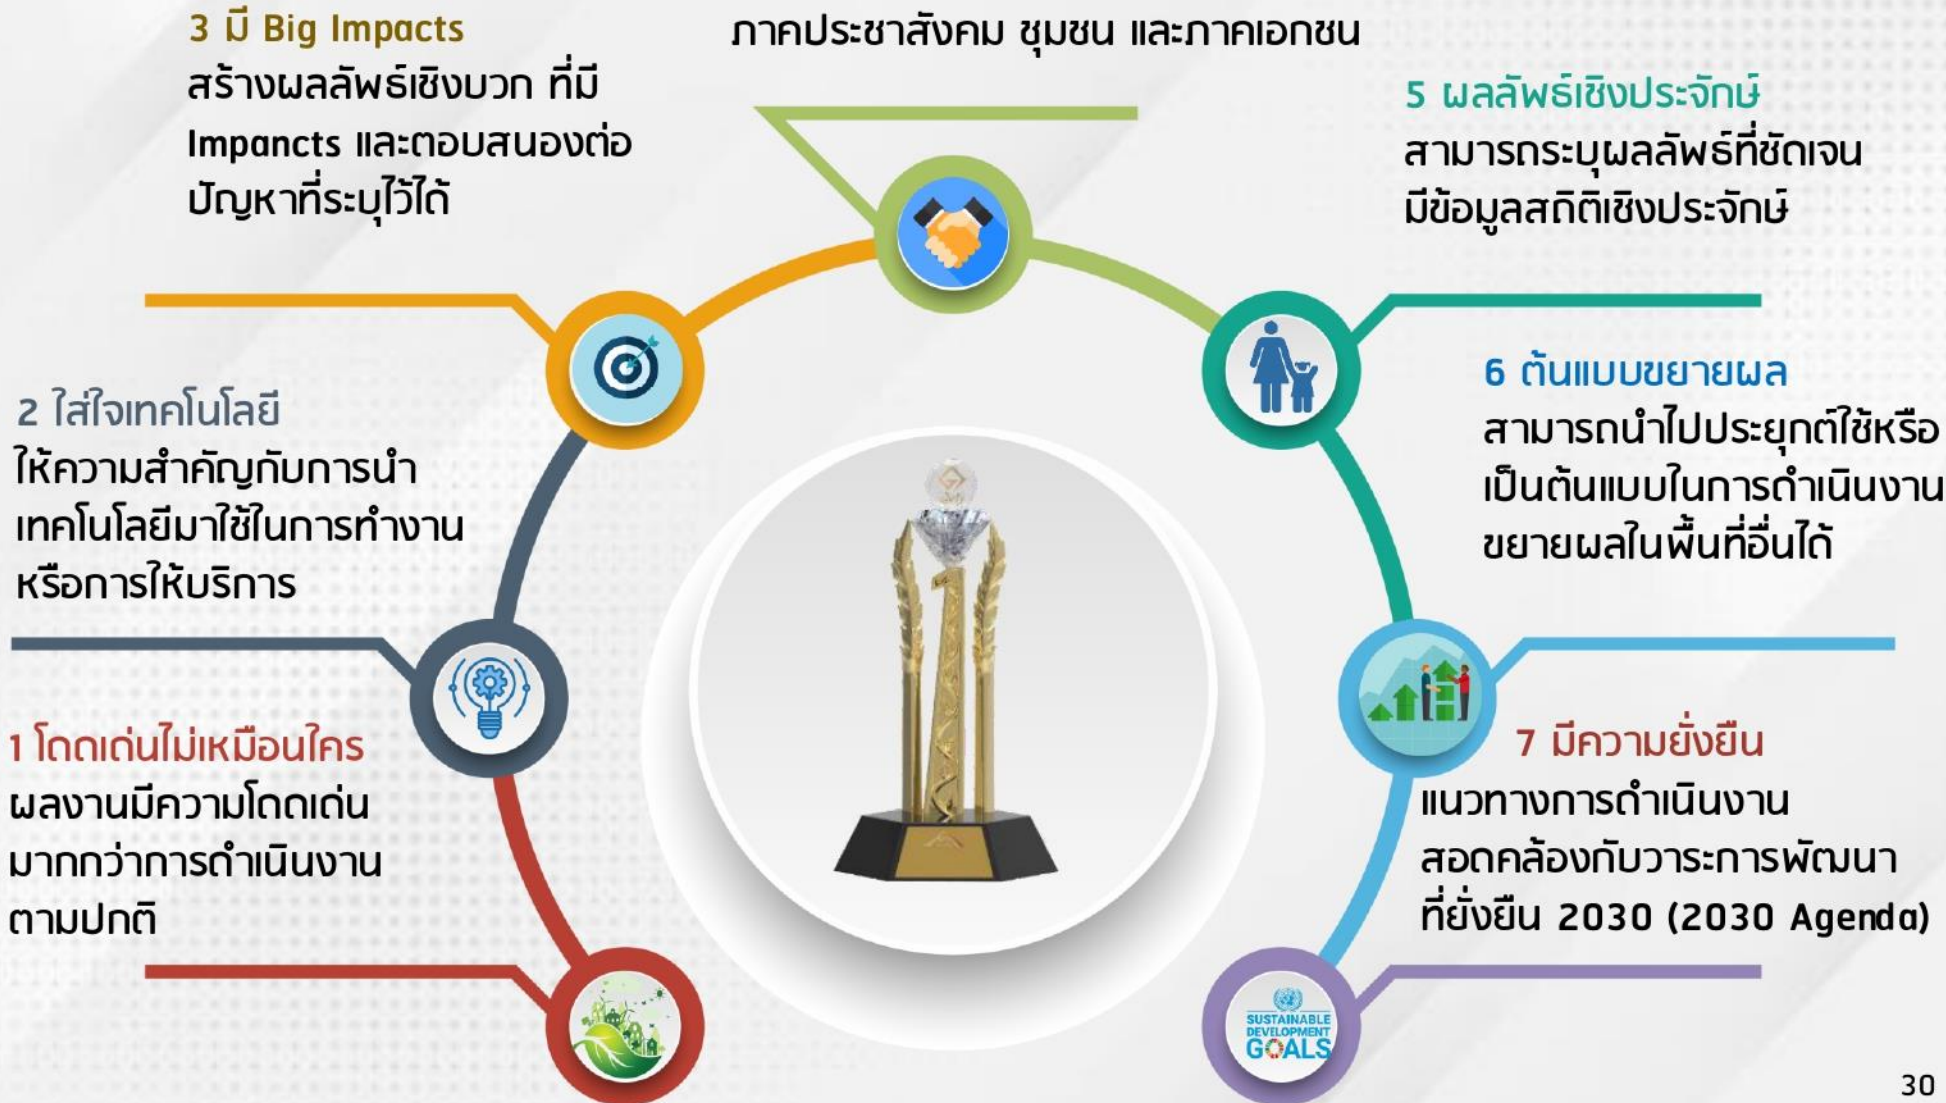 3 มี Big Impacts
สร้างผลลัพธ์เชิงบวก ที่มี
Impancts และตอบสนองต่อ
ปัญหาที่ระบุไว้ได้
ภาคประชาสังคม ชุมชน และภาคเอกชน
5 ผลลัพธ์เชิงประจักษ์
สามารถระบุผลลัพธ์ที่ชัดเจน
มีข้อมูลสถิติเชิงประจักษ์
2 ใส่ใจเทคโนโลยี
ให้ความสำคัญกับการนำ
เทคโนโลยีมาใช้ในการทำงาน
หรือการให้บริการ
6 ต้นแบบขยายผล
สามารถนำไปประยุกต์ใช้หรือ
เป็นต้นแบบในการดำเนินงาน
ขยายผลในพื้นที่อื่นได้
1 โดดเด่นไม่เหมือนใคร
ผลงานมีความโดดเด่น
มากกว่าการดำเนินงาน
ตามปกติ
7 มีความยั่งยืน
แนวทางการดำเนินงาน
สอดคล้องกับวาระการพัฒนา
ที่ยั่งยืน 2030 (2030 Agenda)
SUSTAINABLE
DEVELOPMENT
GOALS
30